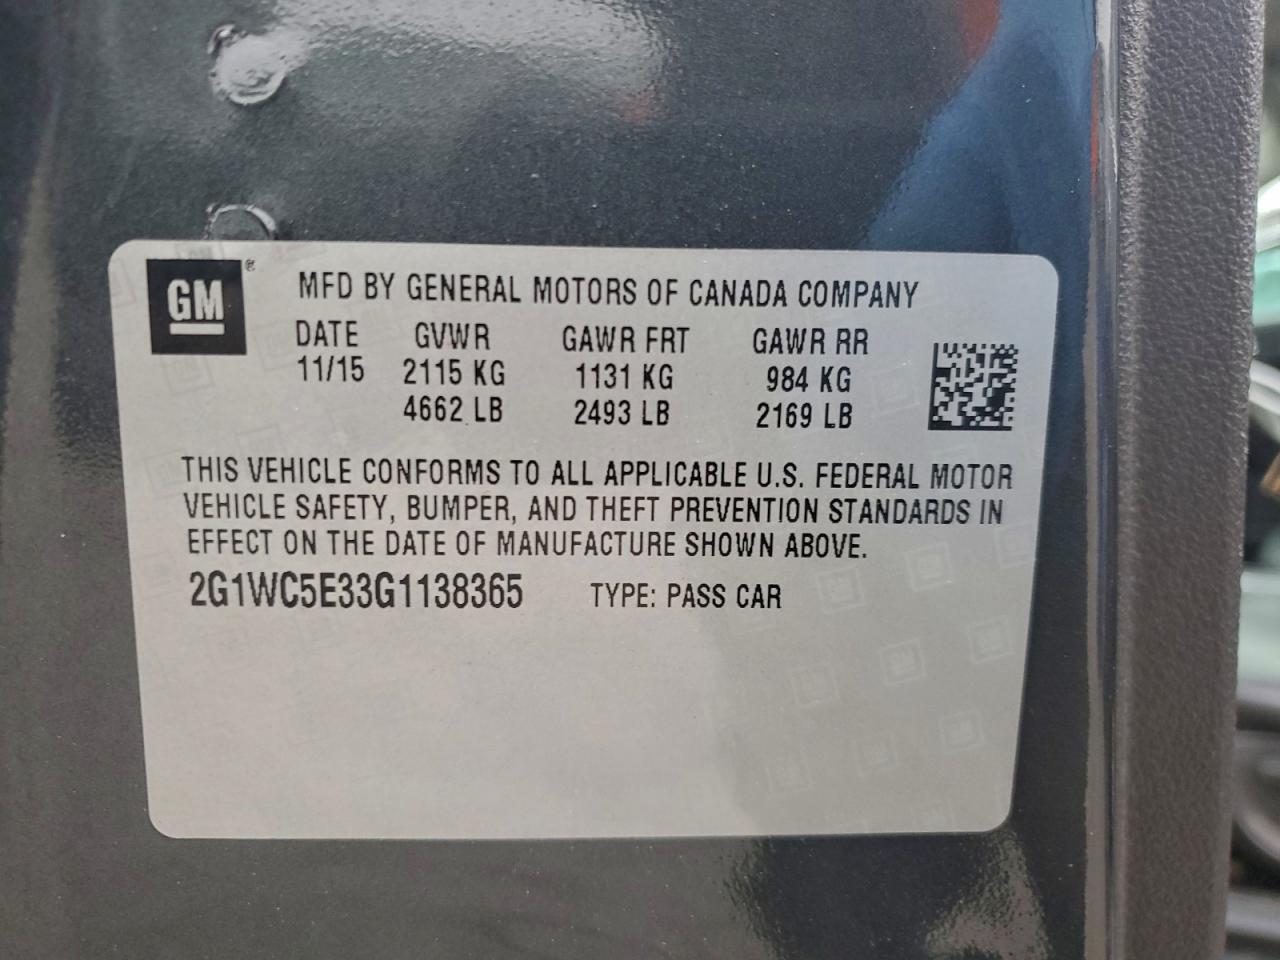 GM®
MFD BY GENERAL MOTORS OF CANADA COMPANY
DATE GVWR GAWR FRT GAWR RR
11/15 2115 KG 1131 KG 984 KG
4662 LB 2493 LB 2169 LB
THIS VEHICLE CONFORMS TO ALL APPLICABLE U.S. FEDERAL MOTOR
VEHICLE SAFETY, BUMPER, AND THEFT PREVENTION STANDARDS IN
EFFECT ON THE DATE OF MANUFACTURE SHOWN ABOVE.
2G1WC5E33G1138365 TYPE: PASS CAR